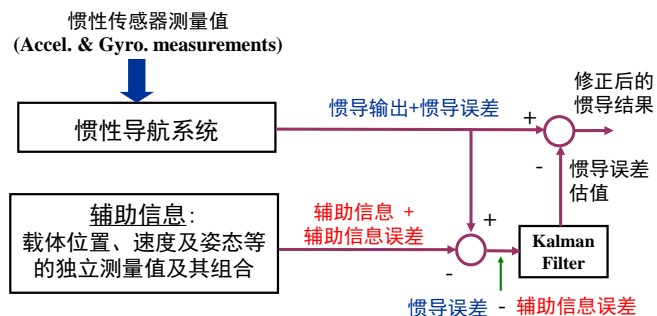 惯性传感器测量值
(Accel. & Gyro. measurements)
惯性导航系统
惯导输出+惯导误差
+
修正后的
惯导结果
-
惯导误差
估值
辅助信息:
载体位置、速度及姿态等
的独立测量值及其组合
辅助信息 +
辅助信息误差
+
-
Kalman
Filter
惯导误差 - 辅助信息误差